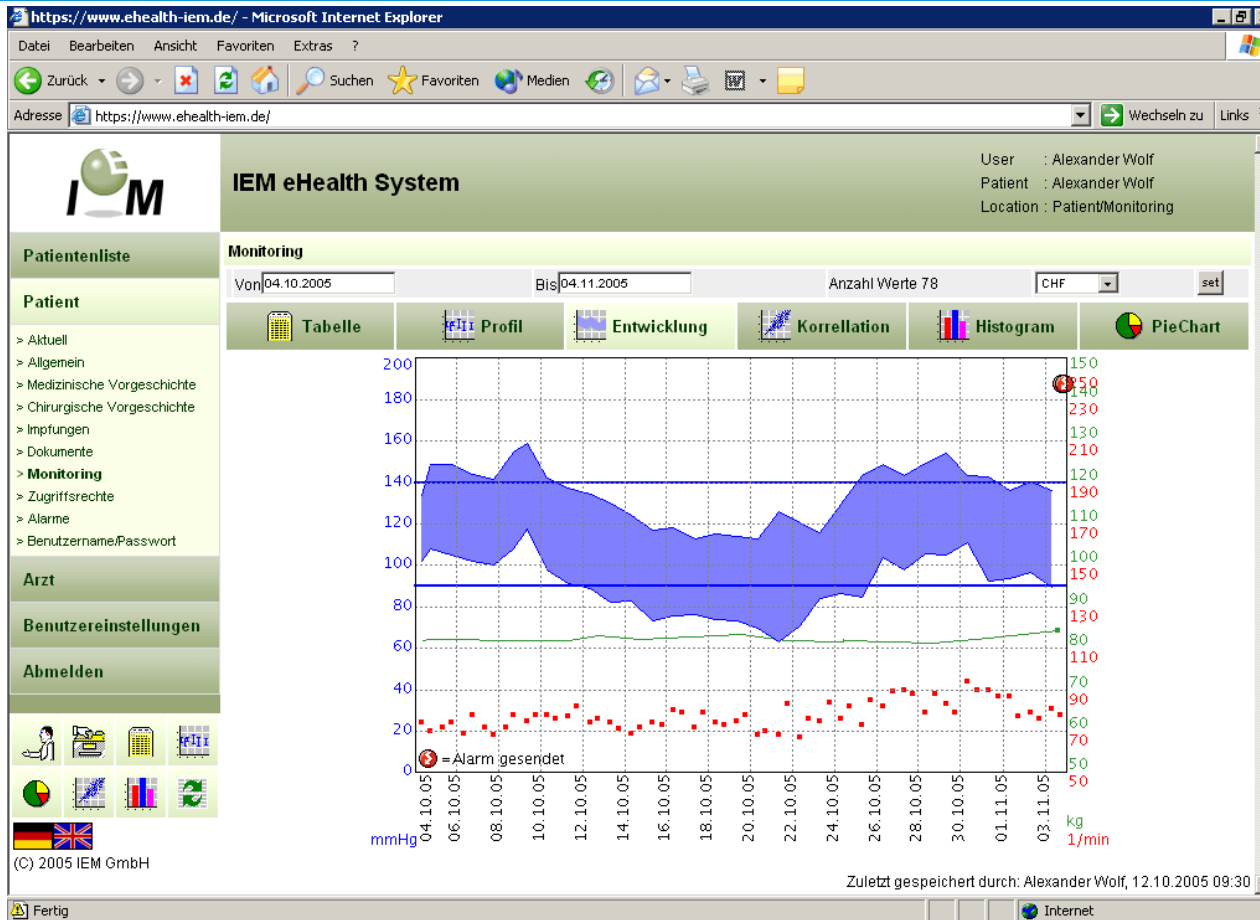 https://www.ehealth-iem.de/ - Microsoft Internet Explorer
Datei Bearbeiten Ansicht Favoriten Extras ?
Zurück Suchen Favoriten Medien
Adresse https://www.ehealth-iem.de/ Wechseln zu Links
IEM
IEM eHealth System
User : Alexander Wolf
Patient : Alexander Wolf
Location : Patient/Monitoring
Patientenliste
Patient
> Aktuell
> Allgemein
> Medizinische Vorgeschichte
> Chirurgische Vorgeschichte
> Impfungen
> Dokumente
> Monitoring
> Zugriffsrechte
> Alarme
> Benutzername/Passwort
Arzt
Benutzereinstellungen
Abmelden
(C) 2005 IEM GmbH
Monitoring
Von 04.10.2005 Bis 04.11.2005 Anzahl Werte 78 CHF set
Tabelle Profil Entwicklung Korrellation Histogram PieChart
200
180
160
140
120
100
80
60
40
20
0
150
250
140
230
130
210
120
190
110
170
100
150
90
130
80
110
70
90
60
70
50
50
=Alarm gesendet
04.10.05 06.10.05 08.10.05 10.10.05 12.10.05 14.10.05 16.10.05 18.10.05 20.10.05 22.10.05 24.10.05 26.10.05 28.10.05 30.10.05 01.11.05 03.11.05
mmHg
kg
1/min
Zuletzt gespeichert durch: Alexander Wolf, 12.10.2005 09:30
Fertig Internet